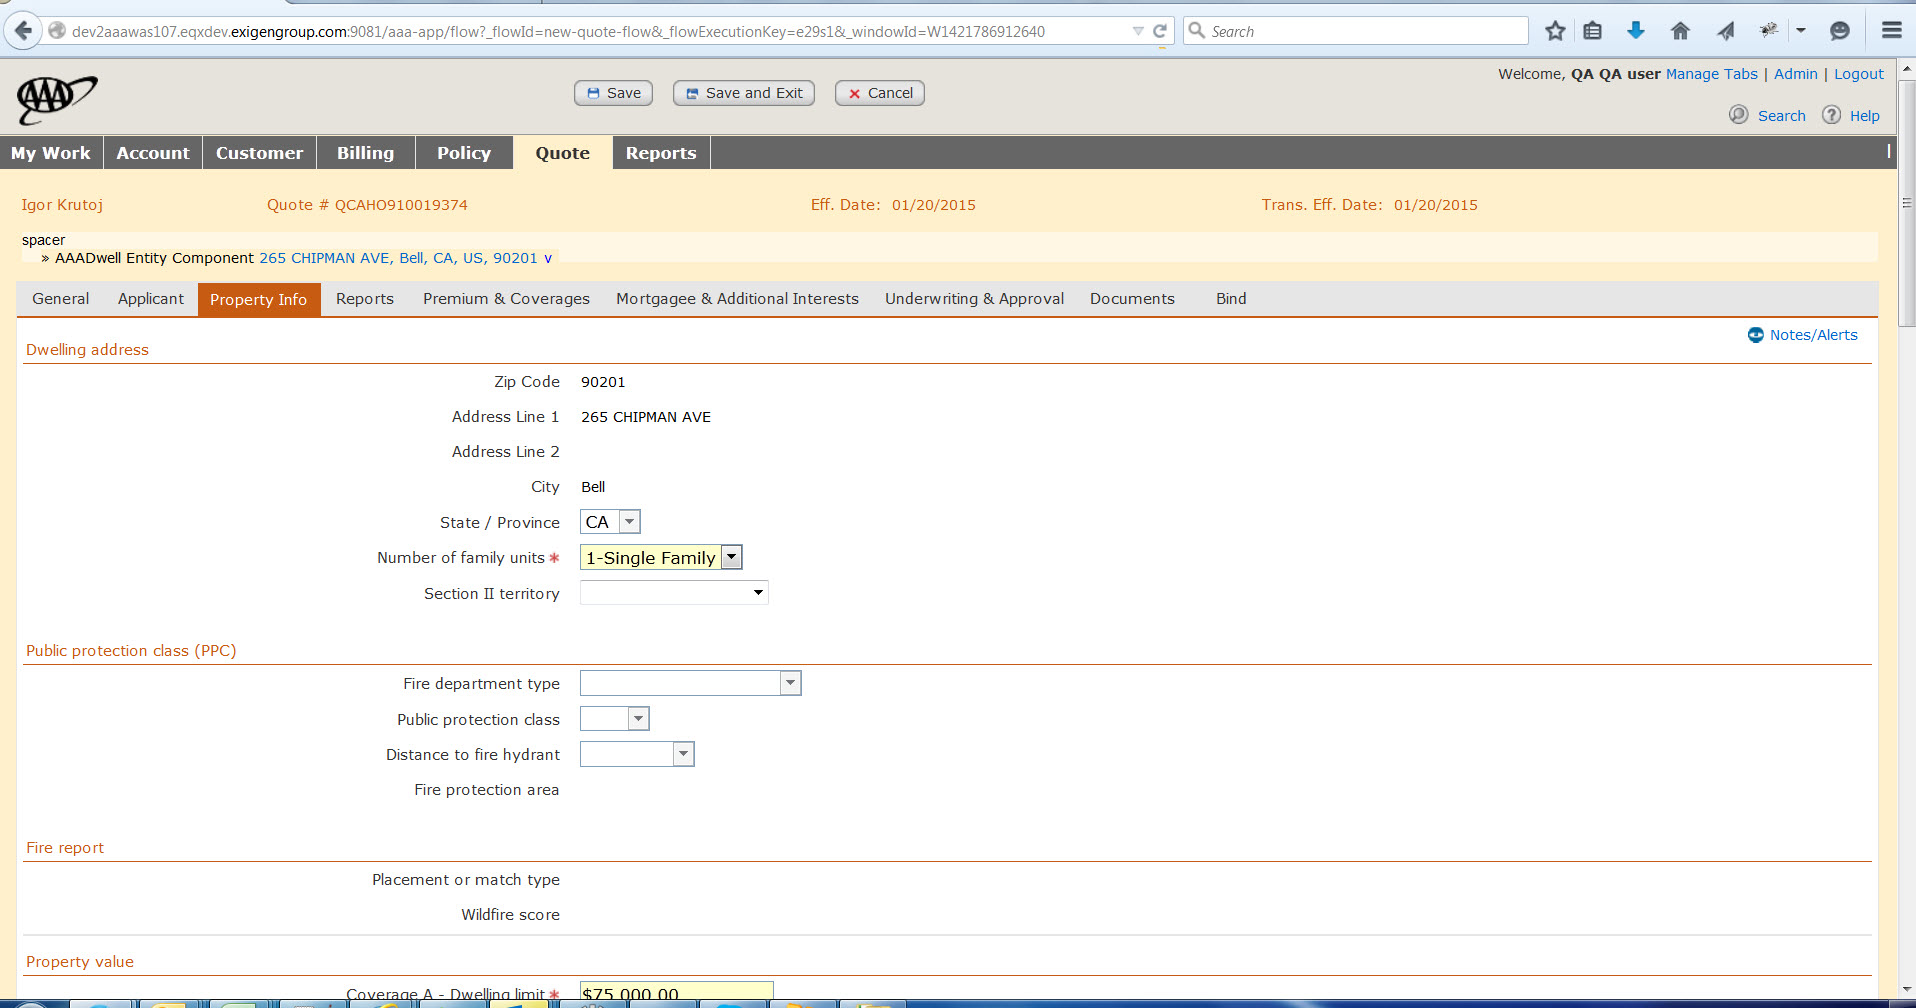 dev2aaawas107.eqxdev.exigengroup.com:9081/aaa-app/flow?_flowId=new-quote-flow&_flowExecutionKey=e29s1&_windowId=W1421786912640
Search
AAA
Save
Save and Exit
Cancel
Welcome, QA QA user Manage Tabs | Admin | Logout
Search
Help
My Work
Account
Customer
Billing
Policy
Quote
Reports
Igor Krutoj
Quote # QCAHO910019374
Eff. Date: 01/20/2015
Trans. Eff. Date: 01/20/2015
spacer
» AAADwell Entity Component 265 CHIPMAN AVE, Bell, CA, US, 90201 v
General
Applicant
Property Info
Reports
Premium & Coverages
Mortgagee & Additional Interests
Underwriting & Approval
Documents
Bind
Notes/Alerts
Dwelling address
Zip Code 90201
Address Line 1 265 CHIPMAN AVE
Address Line 2
City Bell
State / Province CA
Number of family units * 1-Single Family
Section II territory
Public protection class (PPC)
Fire department type
Public protection class
Distance to fire hydrant
Fire protection area
Fire report
Placement or match type
Wildfire score
Property value
Coverage A - Dwelling limit * $75,000.00